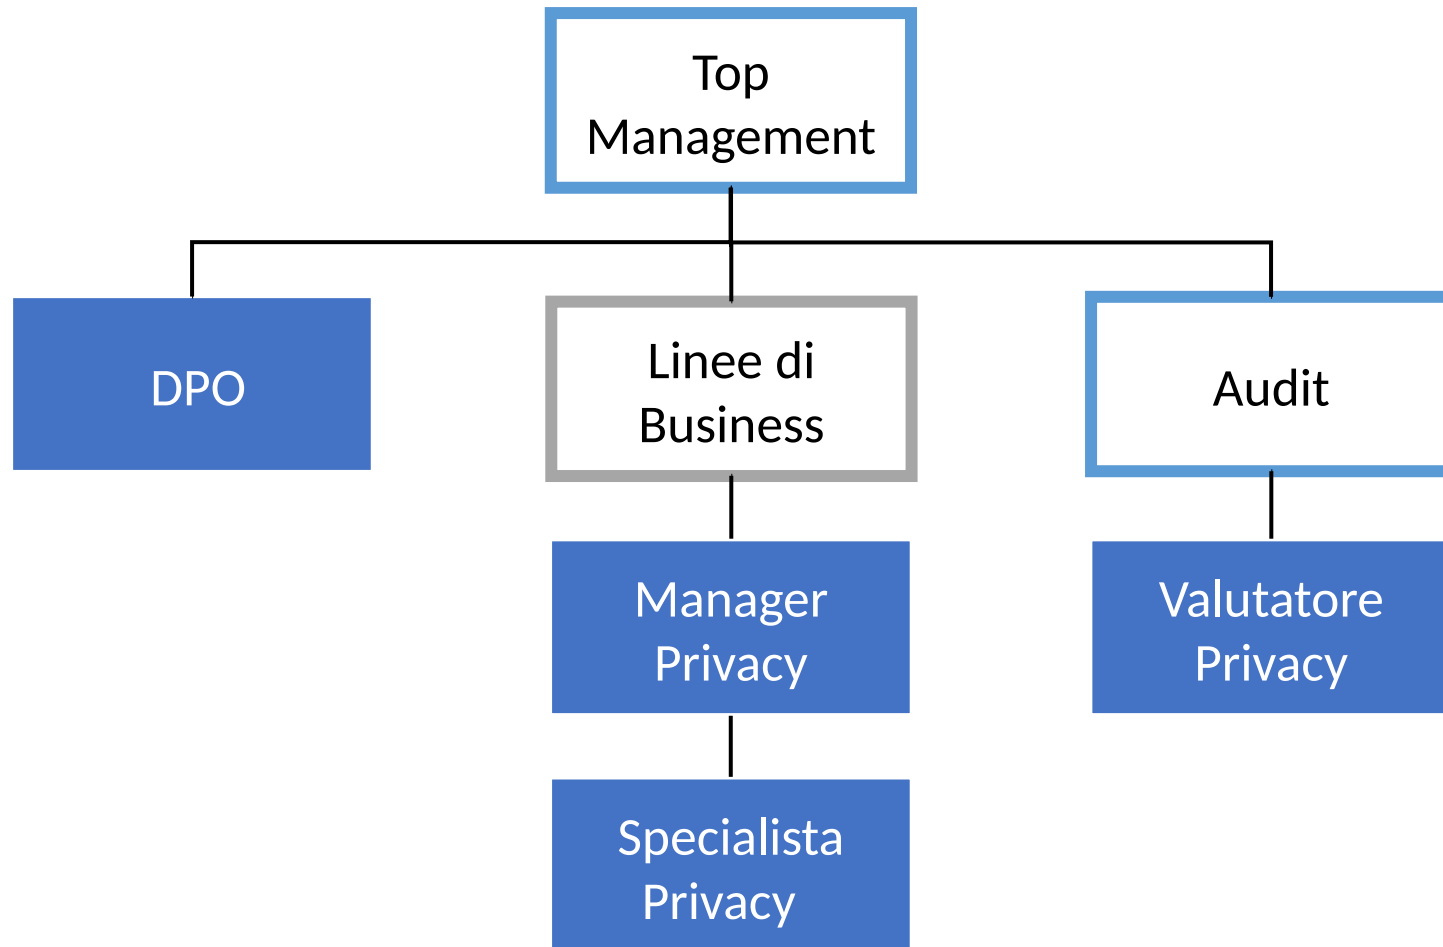 Top
Management
DPO
Linee di
Business
Audit
Manager
Privacy
Valutatore
Privacy
Specialista
Privacy